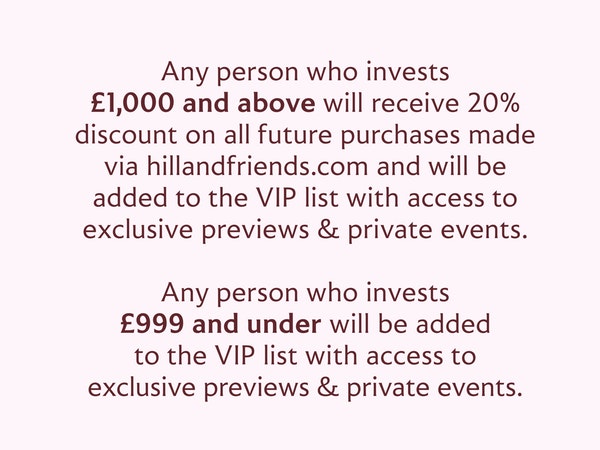 Any person who invests
£1,000 and above will receive 20%
discount on all future purchases made
via hillandfriends.com and will be
added to the VIP list with access to
exclusive previews & private events.
Any person who invests
£999 and under will be added
to the VIP list with access to
exclusive previews & private events.